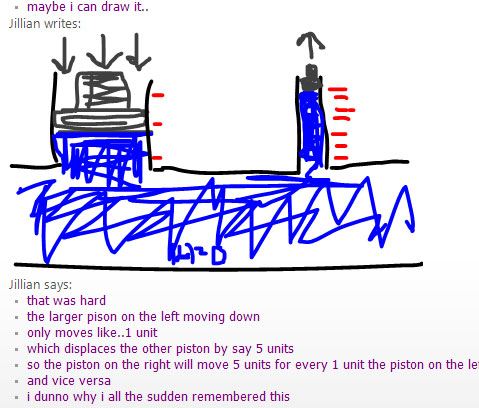 maybe i can draw it..
Jillian writes:
Jillian says:
that was hard
the larger pison on the left moving down
only moves like..1 unit
which displaces the other piston by say 5 units
so the piston on the right will move 5 units for every 1 unit the piston on the le
and vice versa
i dunno why i all the sudden remembered this